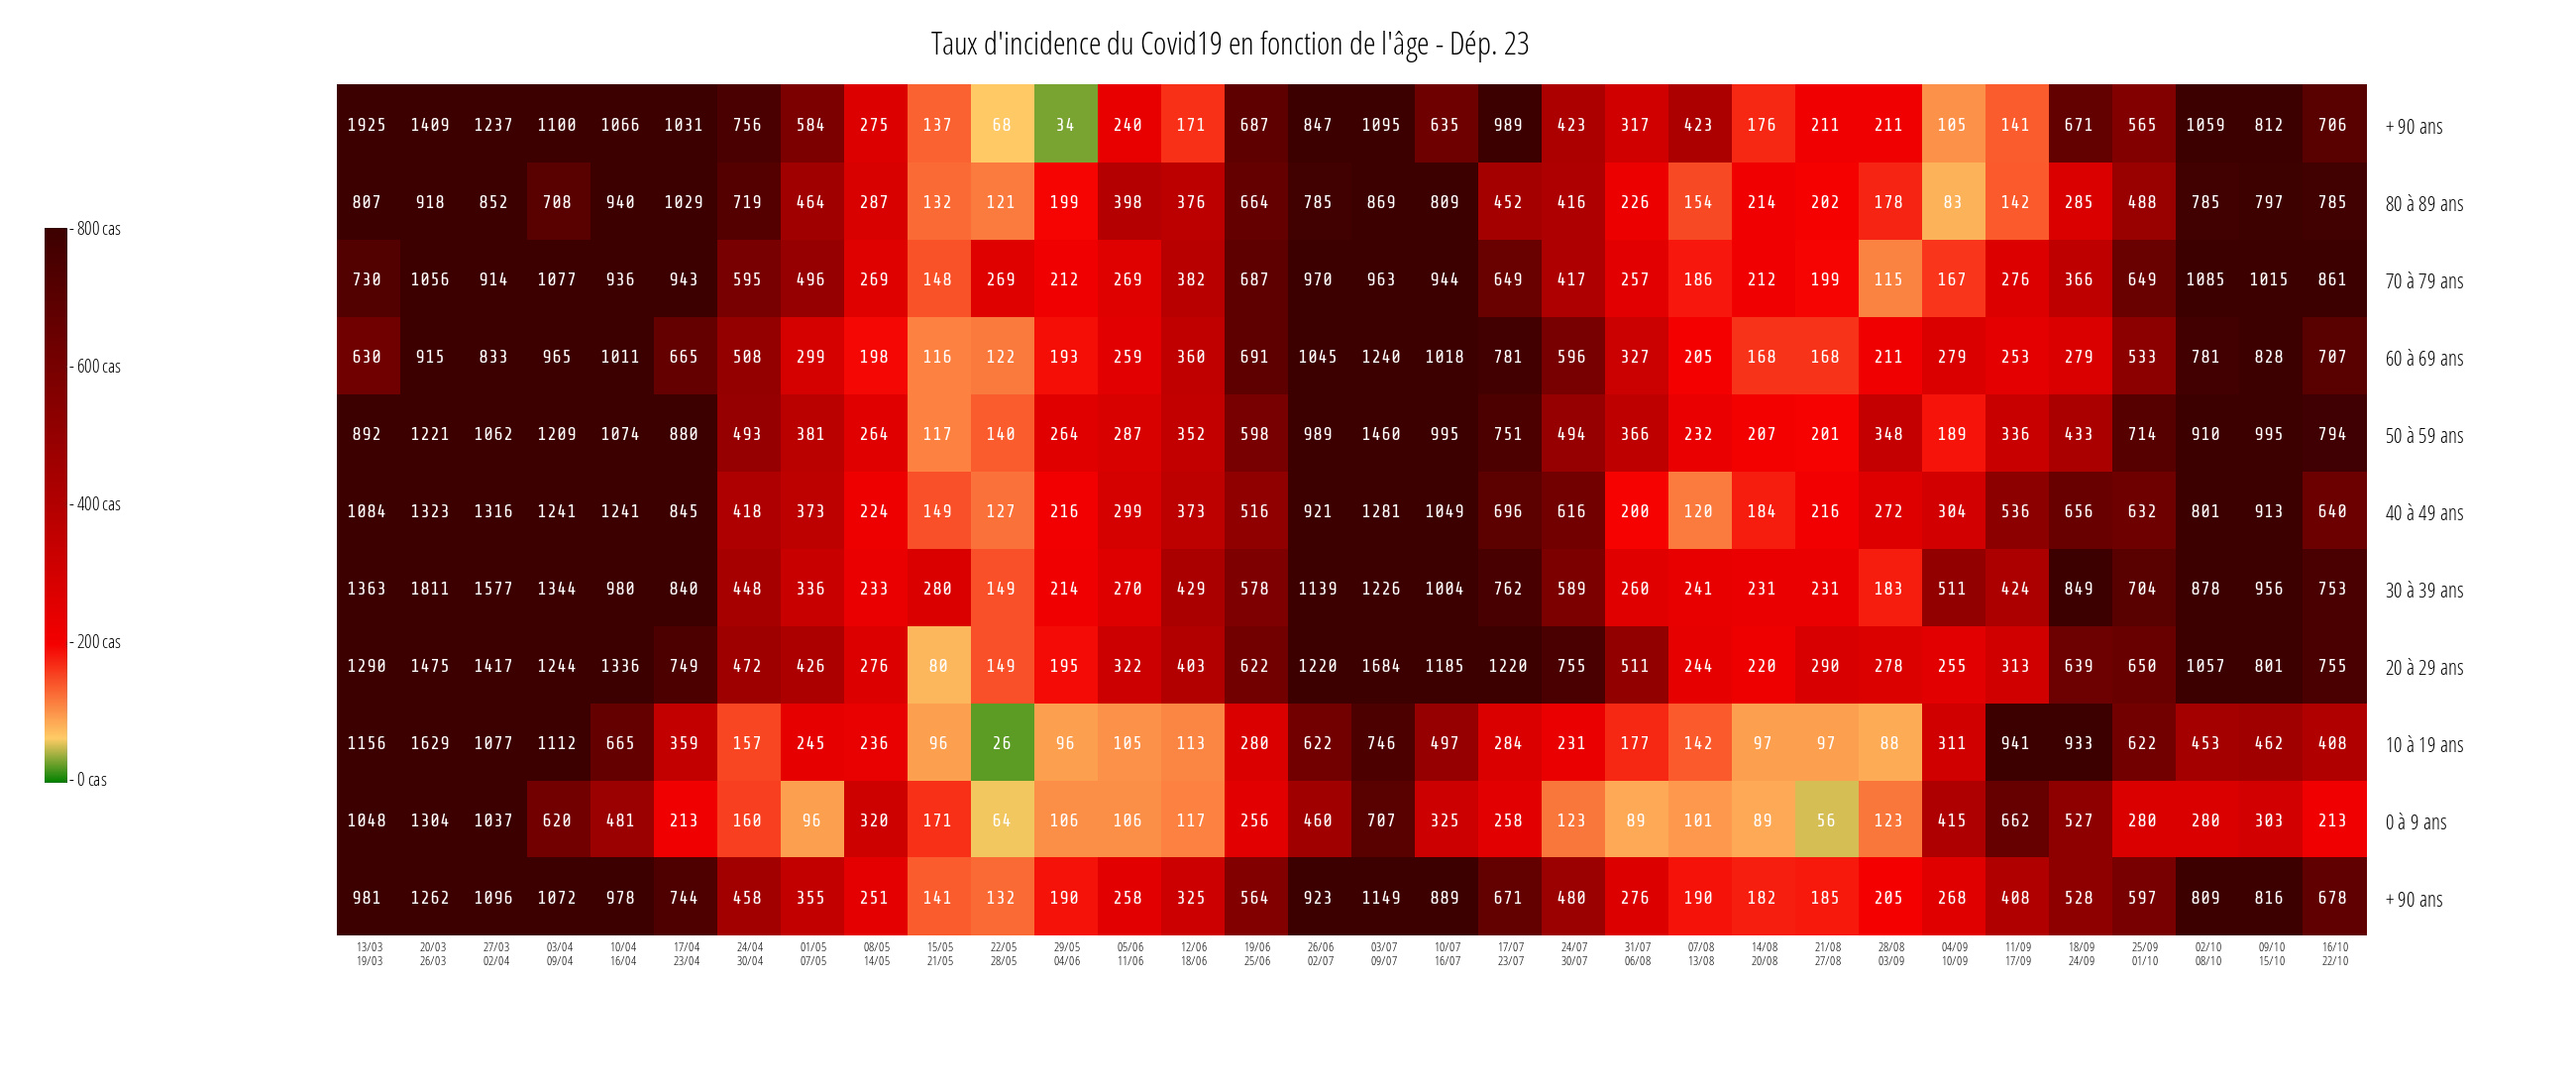 Taux d'incidence du Covid19 en fonction de l'âge - Dép. 23
1925 1409 1237 1100 1066 1031 756 584 275 137 68 34 240 171 687 847 1095 635 989 423 317 423 176 211 211 105 141 671 565 1059 812 706 + 90 ans
807 918 852 708 940 1029 719 464 287 132 121 199 398 376 664 785 869 809 452 416 226 154 214 202 178 83 142 285 488 785 797 785 80 à 89 ans
730 1056 914 1077 936 943 595 496 269 148 269 212 269 382 687 970 963 944 649 417 257 186 212 199 115 167 276 366 649 1085 1015 861 70 à 79 ans
630 915 833 965 1011 665 508 299 198 116 122 193 259 360 691 1045 1240 1018 781 596 327 205 168 168 211 279 253 279 533 781 828 707 60 à 69 ans
892 1221 1062 1209 1074 880 493 381 264 117 140 264 287 352 598 989 1460 995 751 494 366 232 207 201 348 189 336 433 714 910 995 794 50 à 59 ans
1084 1323 1316 1241 1241 845 418 373 224 149 127 216 299 373 516 921 1281 1049 696 616 200 120 184 216 272 304 536 656 632 801 913 640 40 à 49 ans
1363 1811 1577 1344 980 840 448 336 233 280 149 214 270 429 578 1139 1226 1004 762 589 260 241 231 231 183 511 424 849 704 878 956 753 30 à 39 ans
1290 1475 1417 1244 1336 749 472 426 276 80 149 195 322 403 622 1220 1684 1185 1220 755 511 244 220 290 278 255 313 639 650 1057 801 755 20 à 29 ans
1156 1629 1077 1112 665 359 157 245 236 96 26 96 105 113 280 622 746 497 284 231 177 142 97 97 88 311 941 933 622 453 462 408 10 à 19 ans
1048 1304 1037 620 481 213 160 96 320 171 64 106 106 117 256 460 707 325 258 123 89 101 89 56 123 415 662 527 280 280 303 213 0 à 9 ans
981 1262 1096 1072 978 744 458 355 251 141 132 190 258 325 564 923 1149 889 671 480 276 190 182 185 205 268 408 528 597 809 816 678 + 90 ans
13/03 20/03 27/03 03/04 10/04 17/04 24/04 01/05 08/05 15/05 22/05 29/05 05/06 12/06 19/06 26/06 03/07 10/07 17/07 24/07 31/07 07/08 14/08 21/08 28/08 04/09 11/09 18/09 25/09 02/10 09/10 16/10
19/03 26/03 02/04 09/04 16/04 23/04 30/04 07/05 14/05 21/05 28/05 04/06 11/06 18/06 25/06 02/07 09/07 16/07 23/07 30/07 06/08 13/08 20/08 27/08 03/09 10/09 17/09 24/09 01/10 08/10 15/10 22/10
- 800 cas
- 600 cas
- 400 cas
- 200 cas
- 0 cas